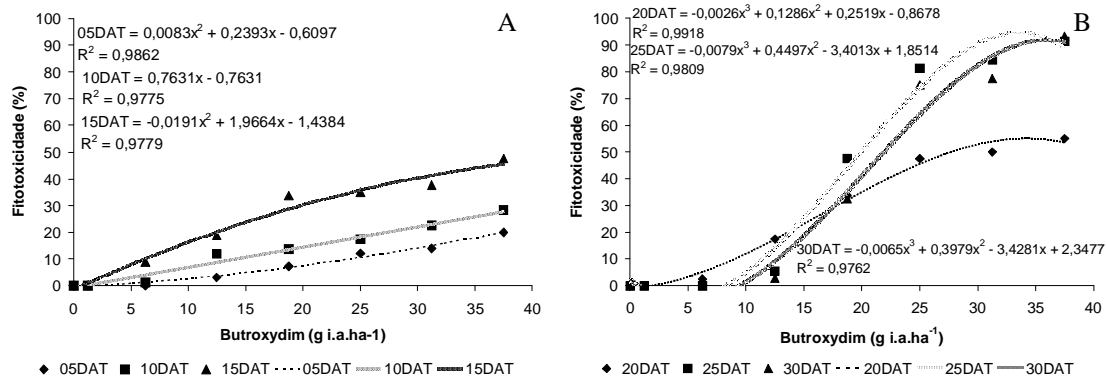 A
05DAT = 0,0083x² + 0,2393x - 0,6097
R² = 0,9862
10DAT = 0,7631x - 0,7631
R² = 0,9775
15DAT = -0,0191x² + 1,9664x - 1,4384
R² = 0,9779
Fitotoxicidade (%)
100
90
80
70
60
50
40
30
20
10
0
0 5 10 15 20 25 30 35 40
Butroxydim (g i.a.ha-1)
05DAT 10DAT 15DAT 05DAT 10DAT 15DAT
B
20DAT = -0,0026x³ + 0,1286x² + 0,2519x - 0,8678
R² = 0,9918
25DAT = -0,0079x³ + 0,4497x² - 3,4013x + 1,8514
R² = 0,9809
30DAT = -0,0065x³ + 0,3979x² - 3,4281x + 2,3477
R² = 0,9762
Fitotoxicidade (%)
100
90
80
70
60
50
40
30
20
10
0
0 5 10 15 20 25 30 35 40
Butroxydim (g i.a.ha⁻¹)
20DAT 25DAT 30DAT 20DAT 25DAT 30DAT